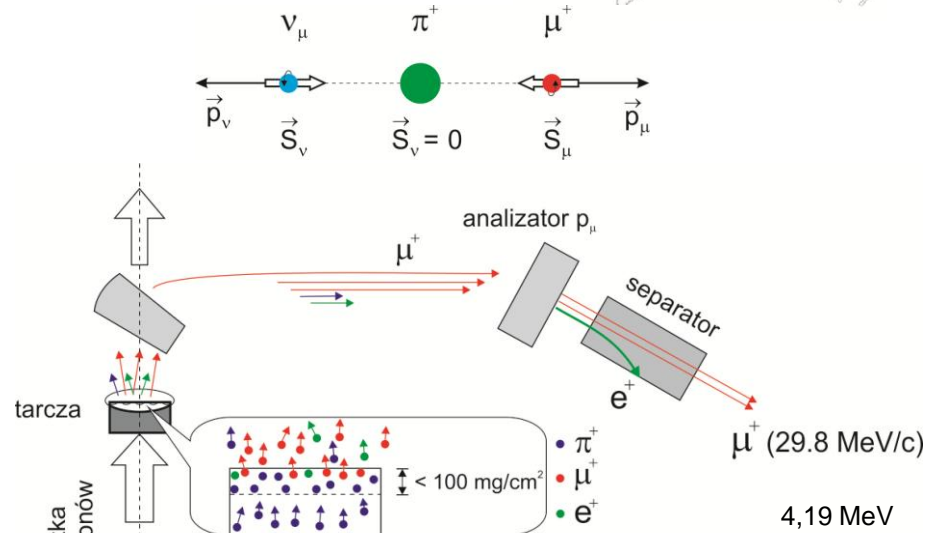 ν_μ π⁺ μ⁺
p⃗_ν S⃗_ν S⃗_ν = 0 S⃗_μ p⃗_μ
analizator p_μ
μ⁺
separator
e⁺
tarcza
μ⁺ (29.8 MeV/c)
π⁺
< 100 mg/cm²
μ⁺
e⁺
4,19 MeV